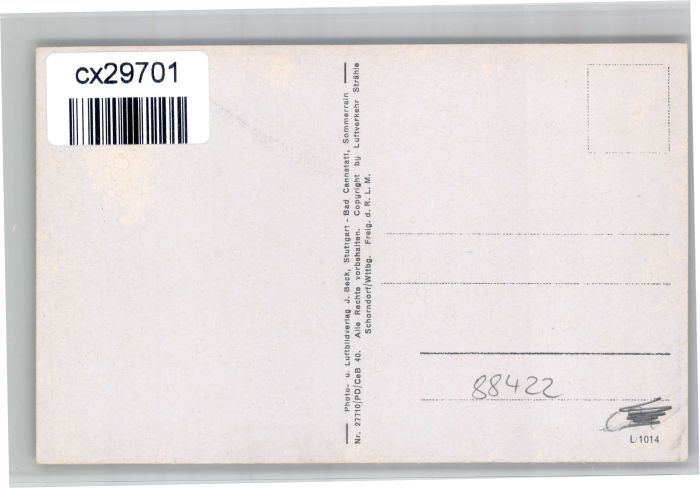 cx29701
Photo- u. Luftbildverlag J. Beck, Stuttgart - Bad Cannstatt, Sommerrain
Nr. 27710/PD/CeB 40. Alle Rechte vorbehalten. Copyright by Luftverkehr Strähle
Schorndorf/Wttbg. Freig. d. R. L. M.
88422
L/1014